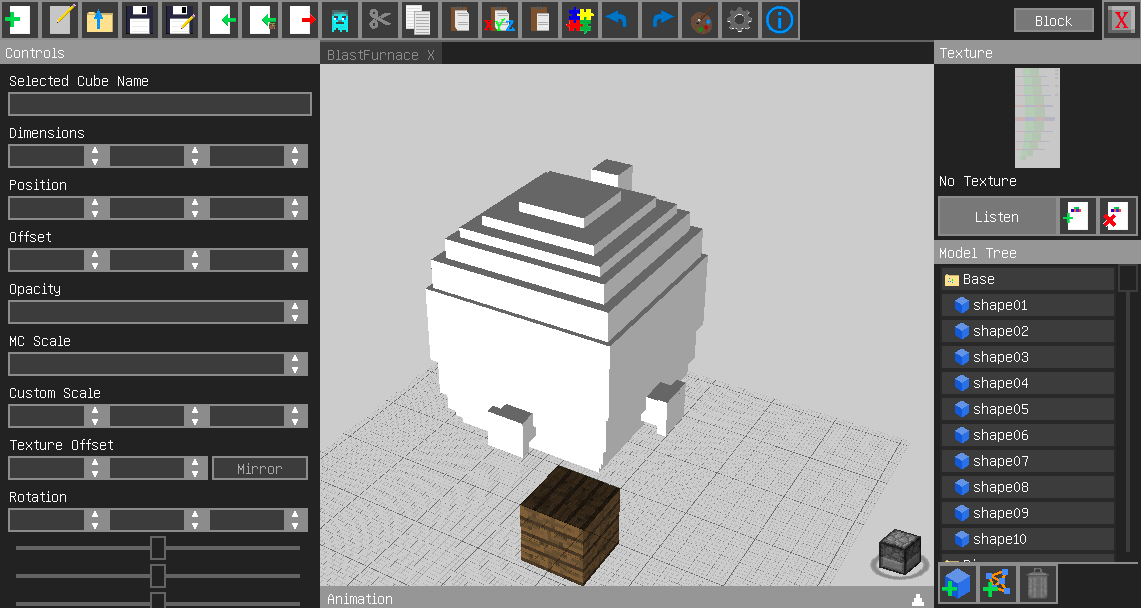 Block
X
Controls
BlastFurnace X
Texture
Selected Cube Name
Dimensions
Position
Offset
Opacity
MC Scale
Custom Scale
Texture Offset
Mirror
Rotation
No Texture
Listen
Model Tree
Base
shape01
shape02
shape03
shape04
shape05
shape06
shape07
shape08
shape09
shape10
Animation